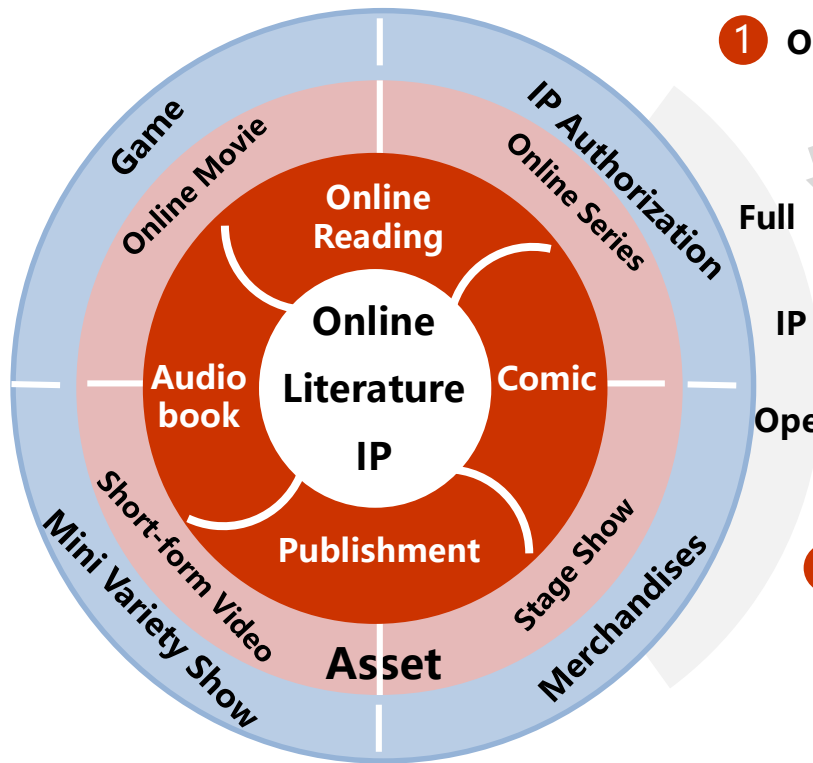 1
Game
IP Authorization
Online Movie
Online Series
Online
Reading
Full
IP
Online
Literature
IP
Audio
book
Comic
Publishment
Short-form Video
Stage Show
Mini Variety Show
Merchandises
Asset